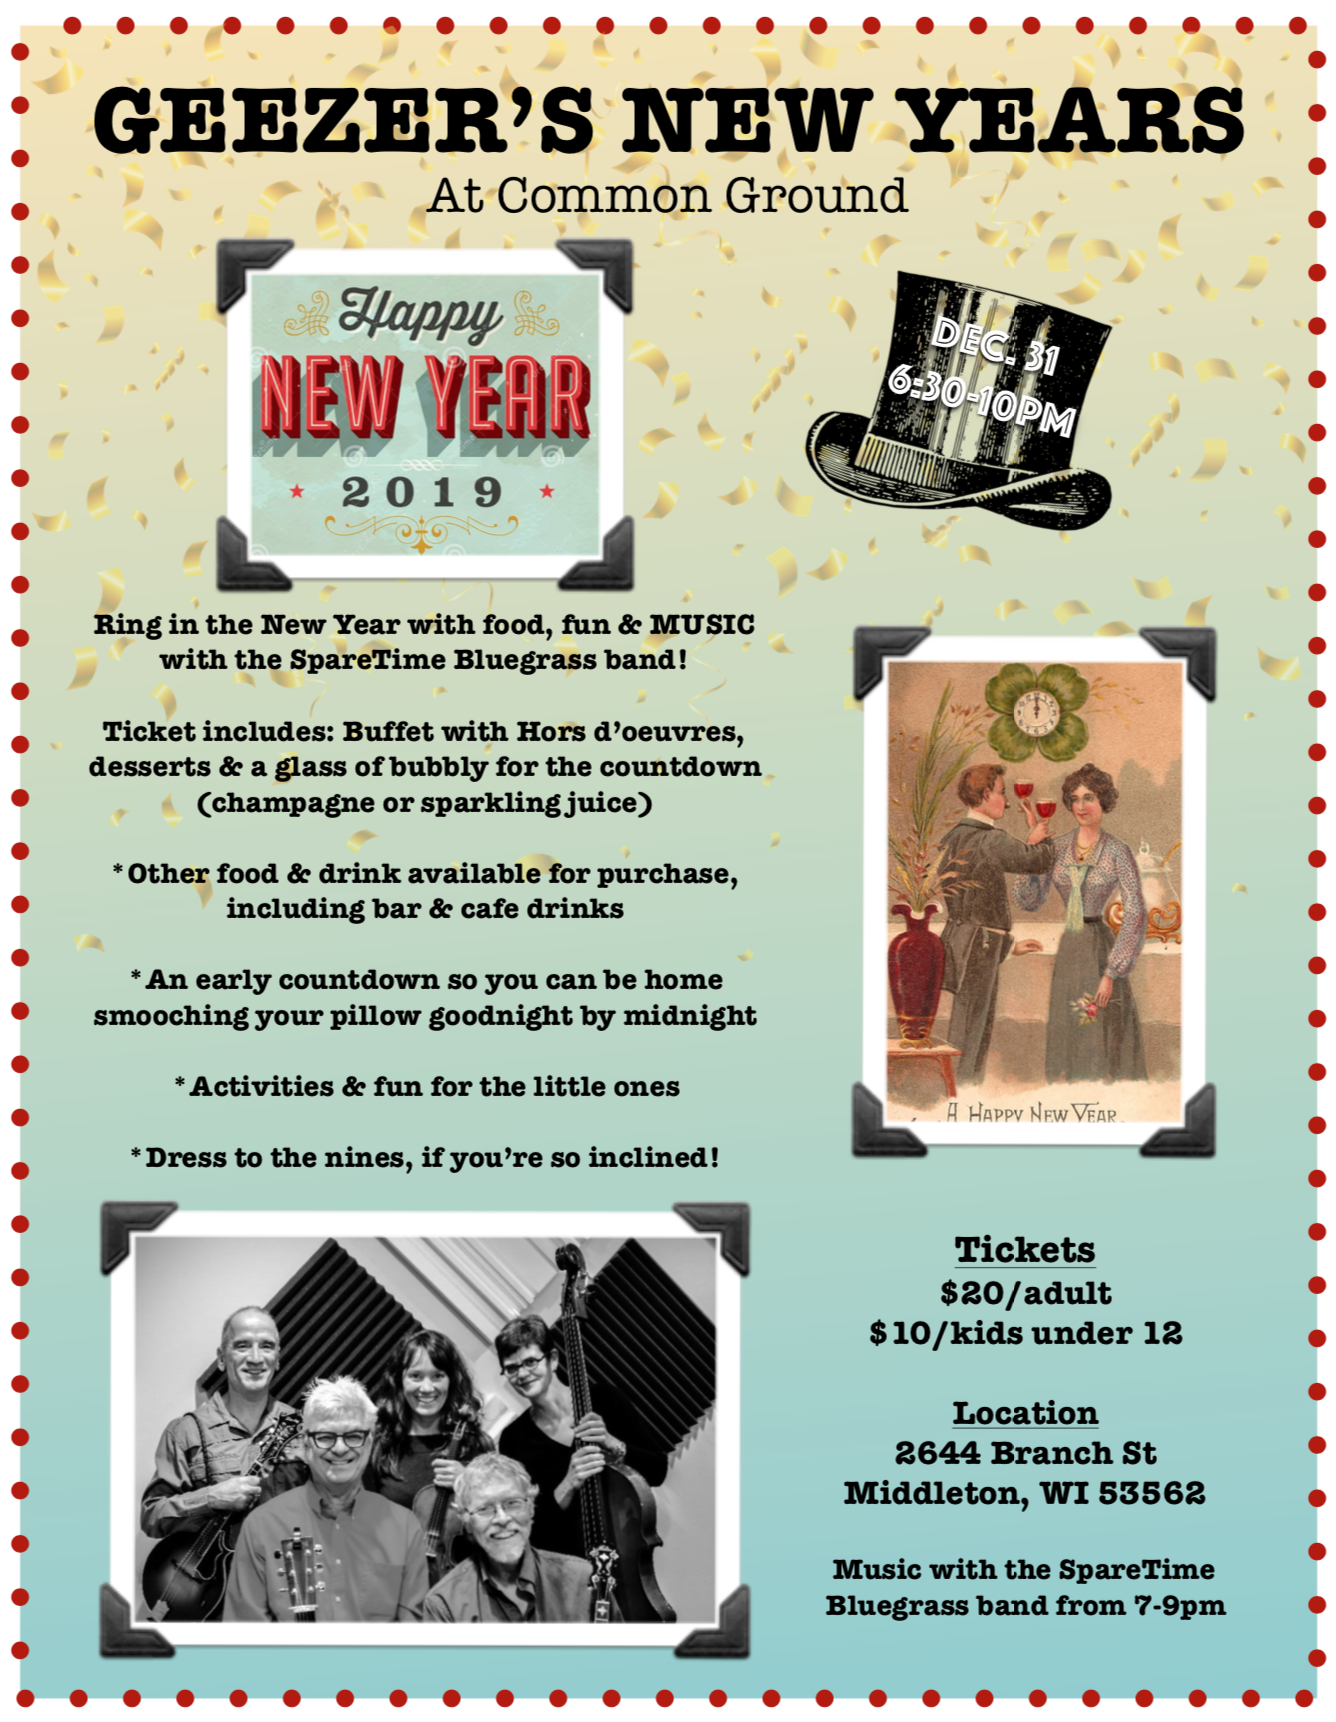 GEEZER'S NEW YEARS
At Common Ground
Happy
NEW YEAR
2019
DEC. 31
6:30-10PM
Ring in the New Year with food, fun & MUSIC
with the SpareTime Bluegrass band!
Ticket includes: Buffet with Hors d'oeuvres,
desserts & a glass of bubbly for the countdown
(champagne or sparkling juice)
*Other food & drink available for purchase,
including bar & cafe drinks
*An early countdown so you can be home
smooching your pillow goodnight by midnight
*Activities & fun for the little ones
*Dress to the nines, if you're so inclined!
A HAPPY NEW YEAR
Tickets
$20/adult
$10/kids under 12
Location
2644 Branch St
Middleton, WI 53562
Music with the SpareTime
Bluegrass band from 7-9pm